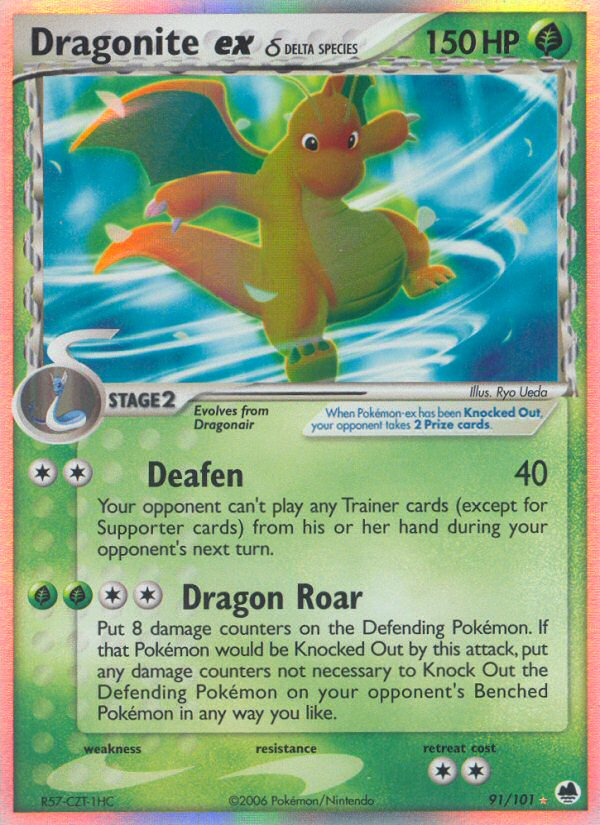 Dragonite ex δ DELTA SPECIES 150 HP
Illus. Ryo Ueda
STAGE 2
Evolves from
Dragonair
When Pokémon-ex has been Knocked Out,
your opponent takes 2 Prize cards.
Deafen 40
Your opponent can't play any Trainer cards (except for
Supporter cards) from his or her hand during your
opponent's next turn.
Dragon Roar
Put 8 damage counters on the Defending Pokémon. If
that Pokémon would be Knocked Out by this attack, put
any damage counters not necessary to Knock Out the
Defending Pokémon on your opponent's Benched
Pokémon in any way you like.
weakness resistance retreat cost
R57-CZT-1HC ©2006 Pokémon/Nintendo 91/101